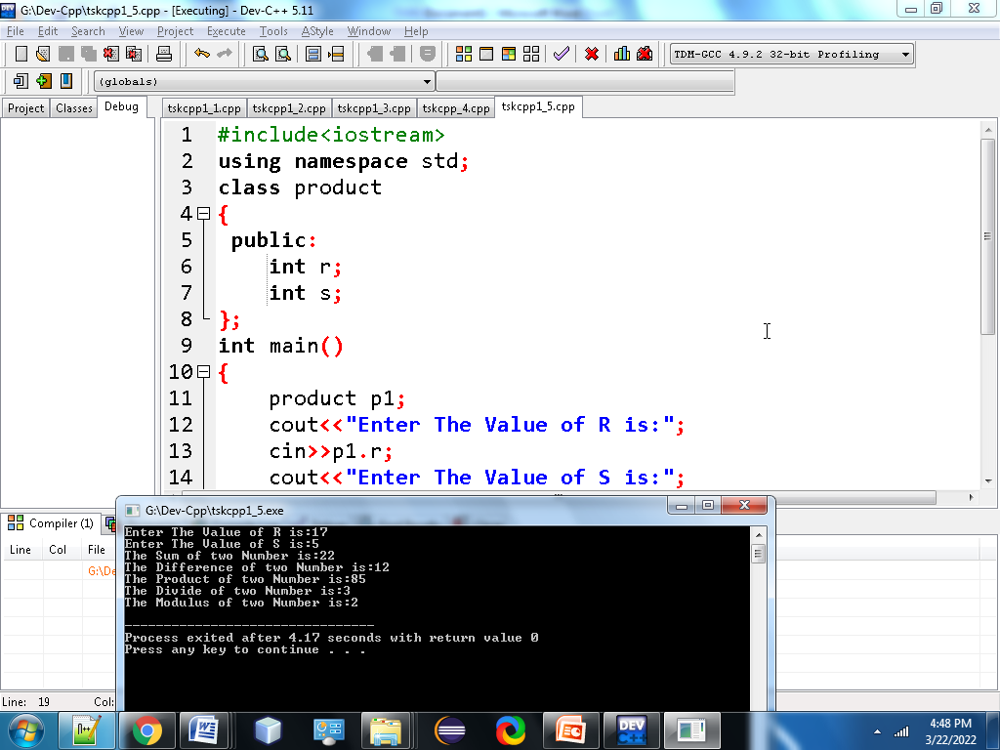 G:\Dev-Cpp\tskcpp1_5.cpp - [Executing] - Dev-C++ 5.11
File Edit Search View Project Execute Tools AStyle Window Help
TDM-GCC 4.9.2 32-bit Profiling
(globals)
Project Classes Debug
tskcpp1_1.cpp tskcpp1_2.cpp tskcpp1_3.cpp tskcpp_4.cpp tskcpp1_5.cpp
1 #include<iostream>
2 using namespace std;
3 class product
4 {
5 public:
6 int r;
7 int s;
8 };
9 int main()
10 {
11 product p1;
12 cout<<"Enter The Value of R is:";
13 cin>>p1.r;
14 cout<<"Enter The Value of S is:";
Compiler (1)
Line Col File
G:\De
G:\Dev-Cpp\tskcpp1_5.exe
Enter The Value of R is:17
Enter The Value of S is:5
The Sum of two Number is:22
The Difference of two Number is:12
The Product of two Number is:85
The Divide of two Number is:3
The Modulus of two Number is:2
--------------------------------
Process exited after 4.17 seconds with return value 0
Press any key to continue . . .
Line: 19 Col:
DEV C++
4:48 PM
3/22/2022